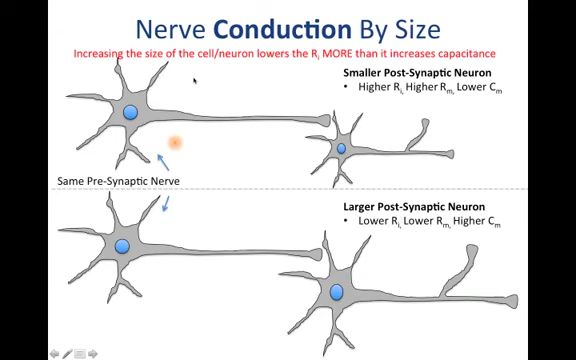 Nerve Conduction By Size
Increasing the size of the cell/neuron lowers the Ri MORE than it increases capacitance
Smaller Post-Synaptic Neuron
• Higher Ri, Higher Rm, Lower Cm
Same Pre-Synaptic Nerve
Larger Post-Synaptic Neuron
• Lower Ri, Lower Rm, Higher Cm